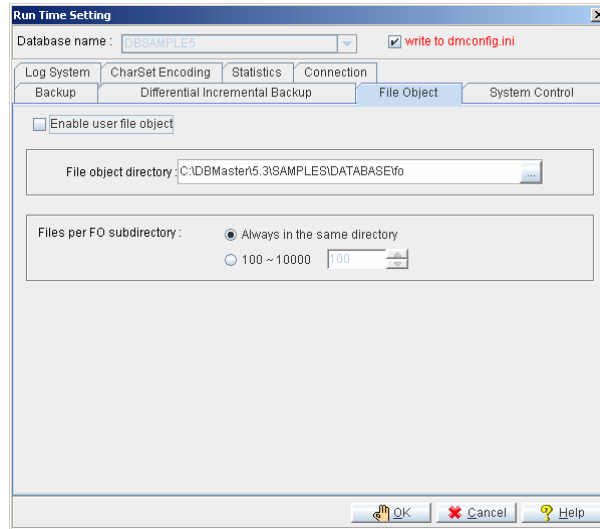 Run Time Setting
Database name : DBSAMPLE5 write to dmconfig.ini
Log System CharSet Encoding Statistics Connection
Backup Differential Incremental Backup File Object System Control
Enable user file object
File object directory : C:\DBMaster\5.3\SAMPLES\DATABASE\fo ...
Files per FO subdirectory : Always in the same directory
100 ~ 10000 100
OK Cancel Help